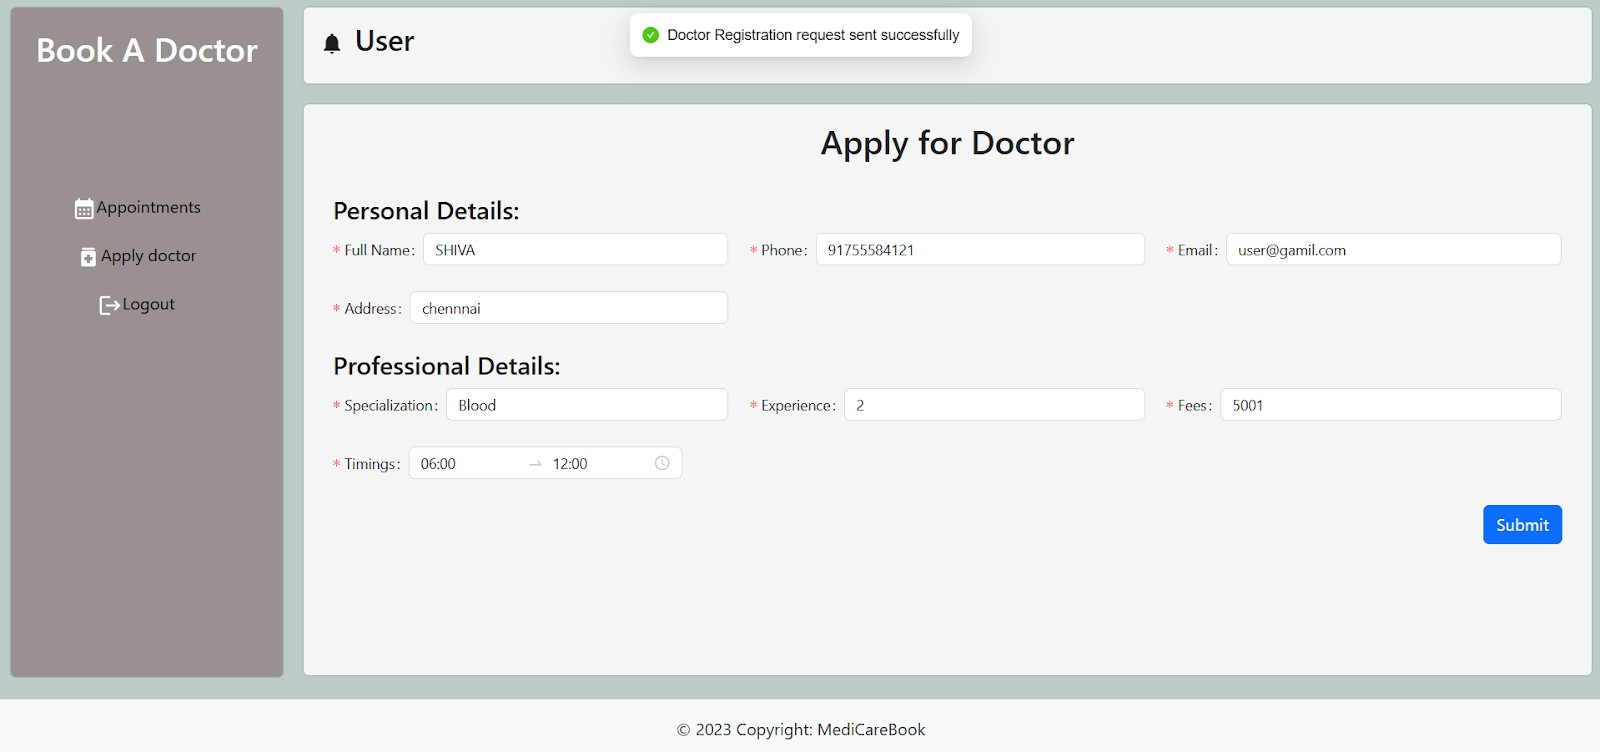 Book A Doctor
Appointments
Apply doctor
Logout
User
Doctor Registration request sent successfully
Apply for Doctor
Personal Details:
* Full Name: SHIVA * Phone: 91755584121 * Email: user@gamil.com
* Address: chennnai
Professional Details:
* Specialization: Blood * Experience: 2 * Fees: 5001
* Timings: 06:00 → 12:00
Submit
© 2023 Copyright: MediCareBook